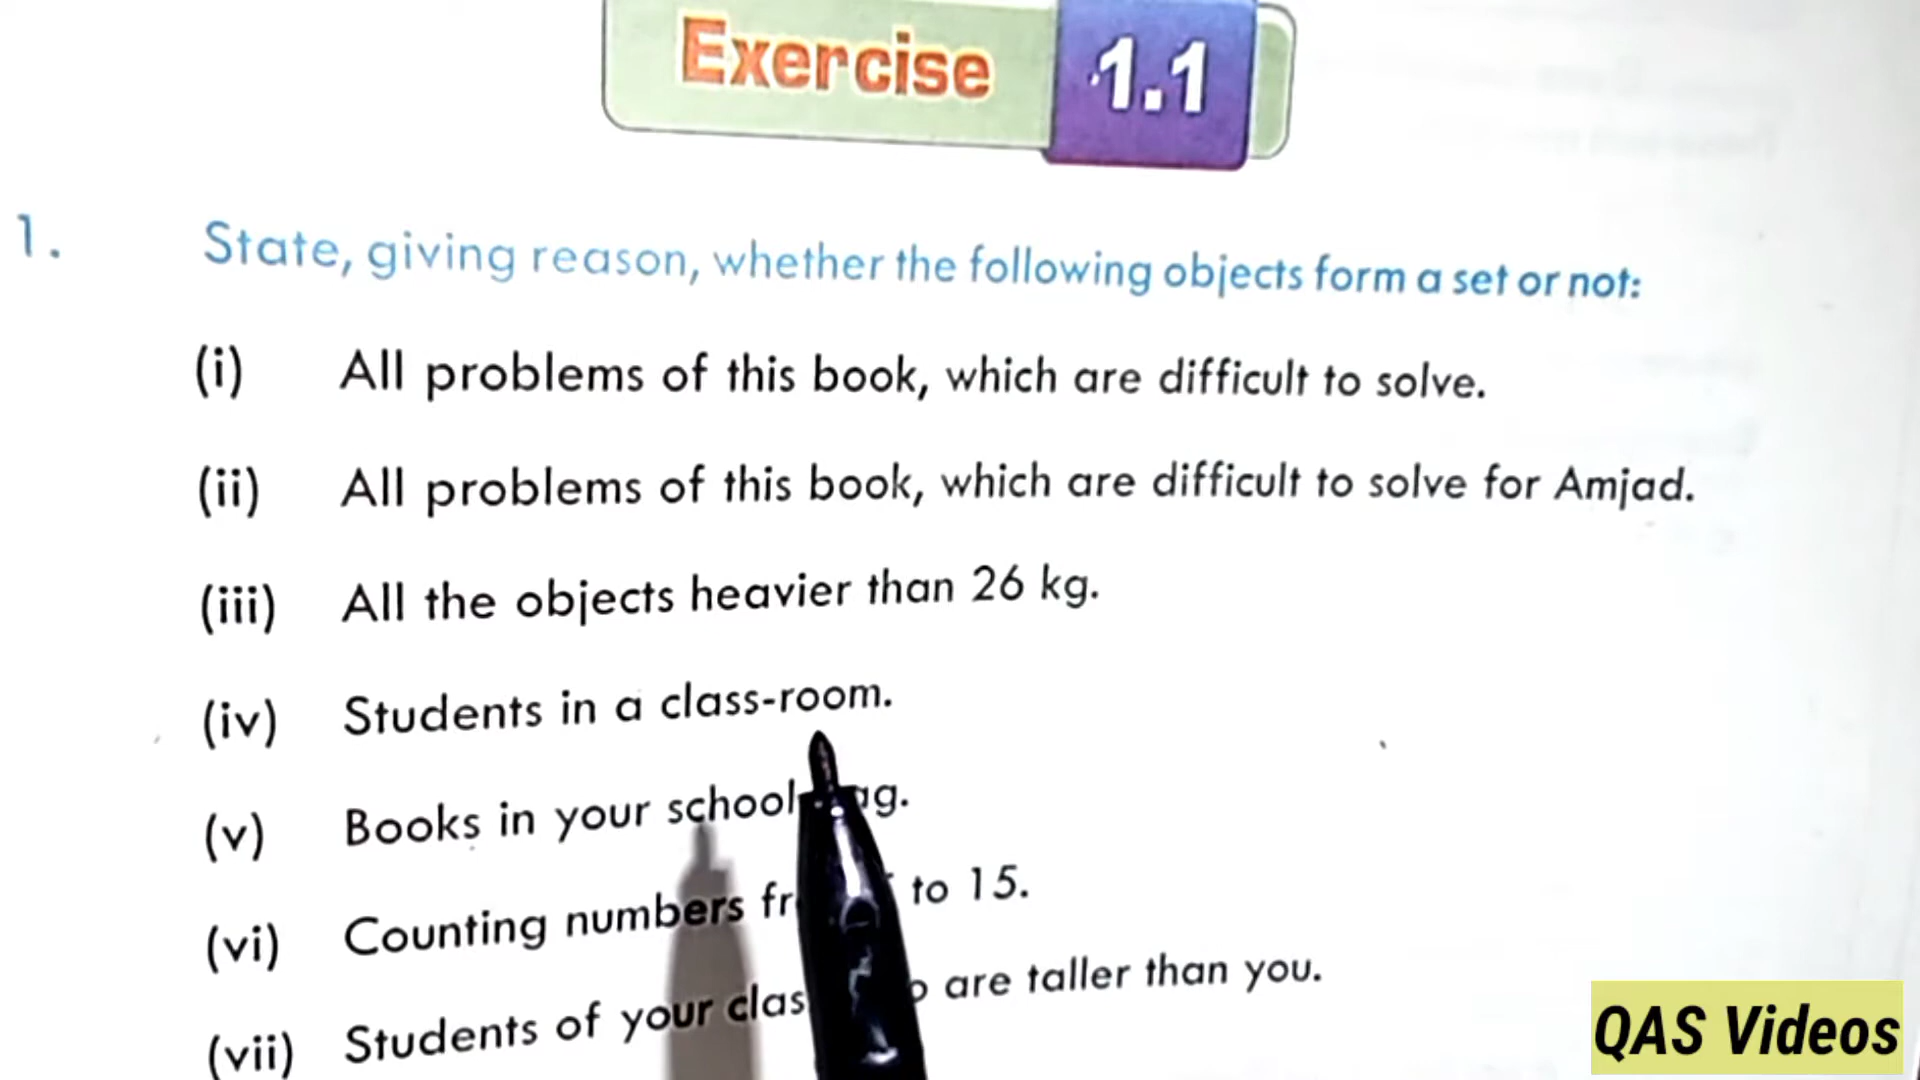 Exercise 1.1
1. State, giving reason, whether the following objects form a set or not:
(i) All problems of this book, which are difficult to solve.
(ii) All problems of this book, which are difficult to solve for Amjad.
(iii) All the objects heavier than 26 kg.
(iv) Students in a class-room.
(v) Books in your school
(vi) Counting numbers to 15.
(vii) Students of your are taller than you.
QAS Videos